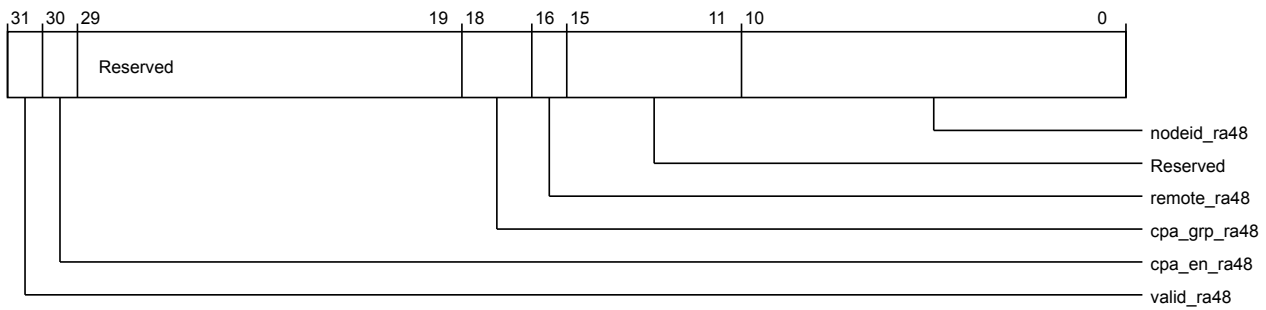 31 30 29 19 18 16 15 11 10 0
Reserved
nodeid_ra48
Reserved
remote_ra48
cpa_grp_ra48
cpa_en_ra48
valid_ra48